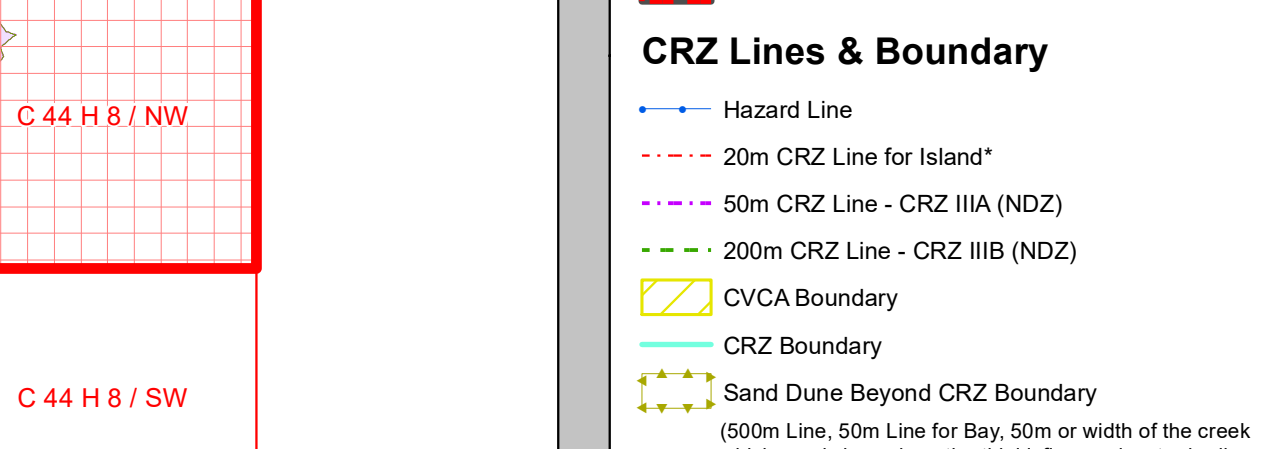 C 44 H 8 / NW
C 44 H 8 / SW
CRZ Lines & Boundary
Hazard Line
20m CRZ Line for Island*
50m CRZ Line - CRZ IIIA (NDZ)
200m CRZ Line - CRZ IIIB (NDZ)
CVCA Boundary
CRZ Boundary
Sand Dune Beyond CRZ Boundary
(500m Line, 50m Line for Bay, 50m or width of the creek